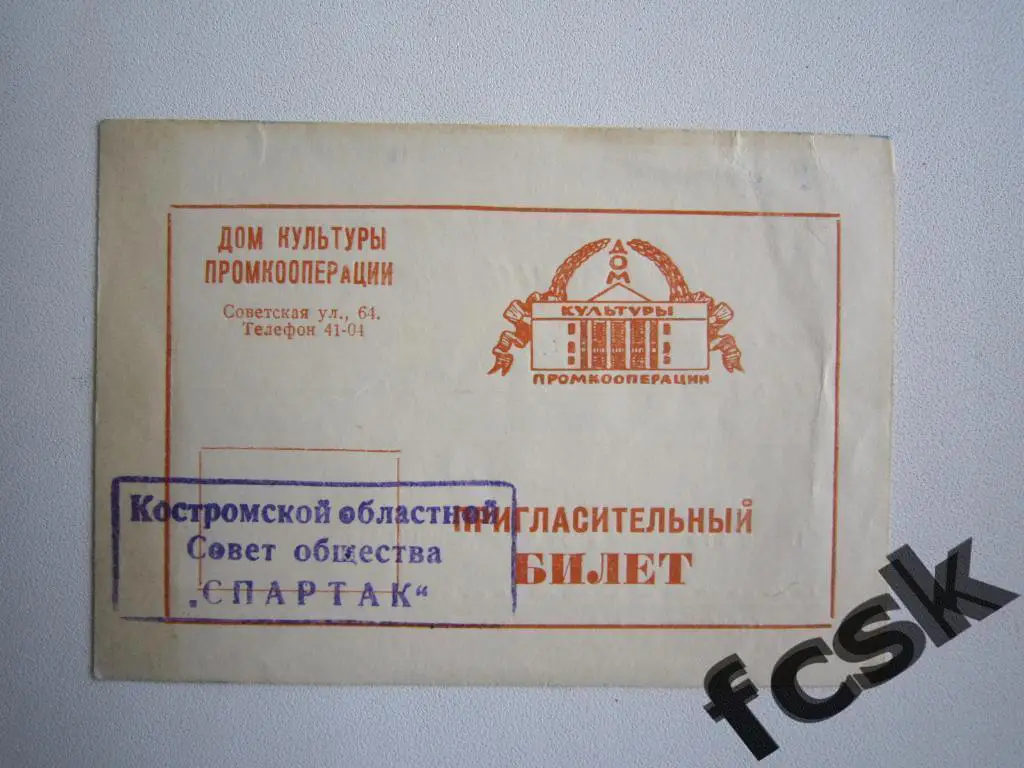 ДОМ КУЛЬТУРЫ
ПРОМКООПЕРАЦИИ
Советская ул., 64.
Телефон 41-04
ДОМ
КУЛЬТУРЫ
ПРОМКООПЕРАЦИИ
ПРИГЛАСИТЕЛЬНЫЙ
БИЛЕТ
Костромской областной
Совет общества
„СПАРТАК“
fcsk